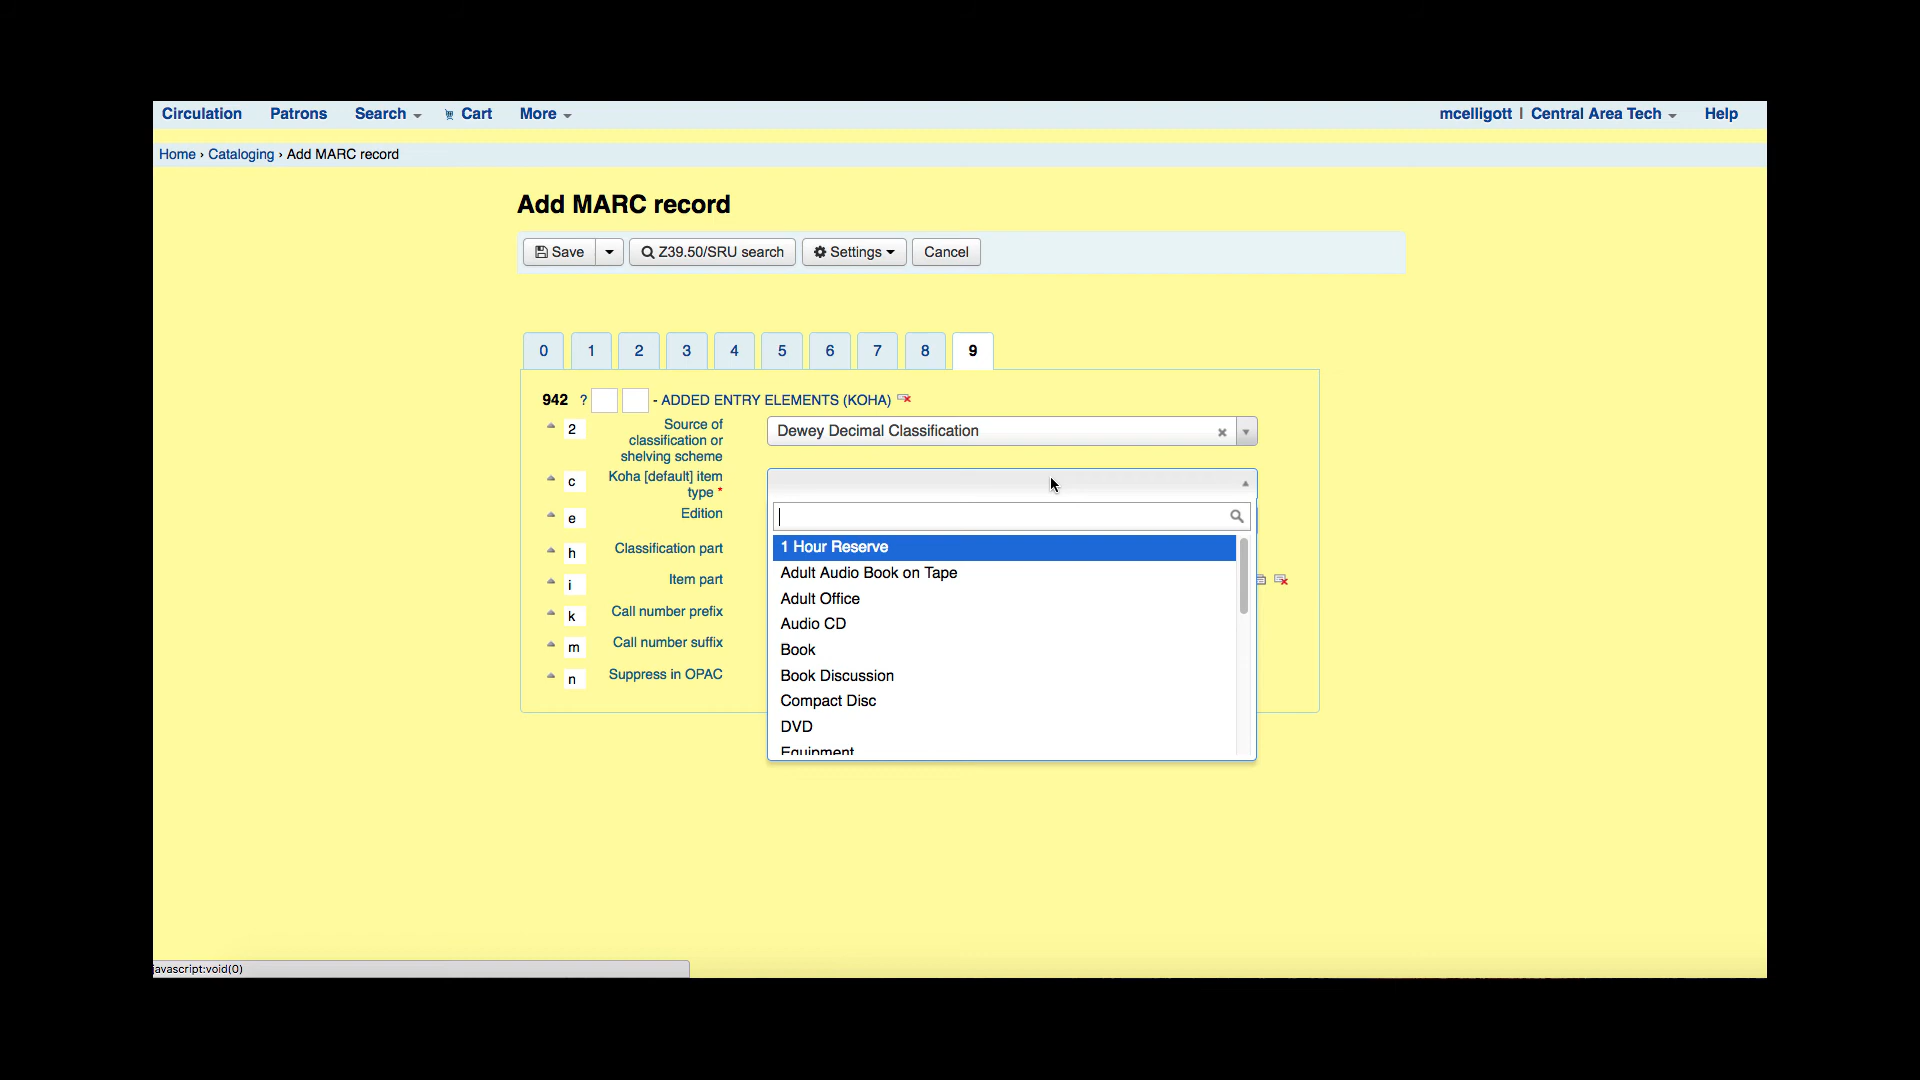 Circulation Patrons Search Cart More mcelligott | Central Area Tech Help
Home › Cataloging › Add MARC record
Add MARC record
Save Z39.50/SRU search Settings Cancel
0 1 2 3 4 5 6 7 8 9
942 ? - ADDED ENTRY ELEMENTS (KOHA)
2 Source of
classification or
shelving scheme
Dewey Decimal Classification
c Koha [default] item
type *
e Edition
h Classification part
i Item part
k Call number prefix
m Call number suffix
n Suppress in OPAC
1 Hour Reserve
Adult Audio Book on Tape
Adult Office
Audio CD
Book
Book Discussion
Compact Disc
DVD
Equipment
javascript:void(0)